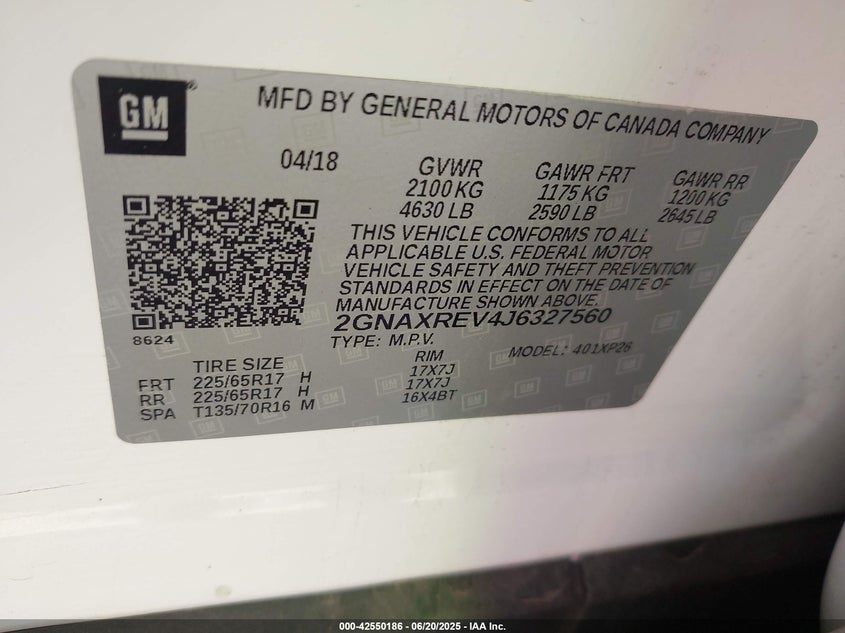 GM
MFD BY GENERAL MOTORS OF CANADA COMPANY
04/18 GVWR GAWR FRT GAWR RR
2100 KG 1175 KG 1200 KG
4630 LB 2590 LB 2645 LB
THIS VEHICLE CONFORMS TO ALL
APPLICABLE U.S. FEDERAL MOTOR
VEHICLE SAFETY AND THEFT PREVENTION
STANDARDS IN EFFECT ON THE DATE OF
MANUFACTURE SHOWN ABOVE.
2GNAXREV4J6327560
8624
TYPE: M.P.V. MODEL: 401XP26
TIRE SIZE RIM
FRT 225/65R17 H 17X7J
RR 225/65R17 H 17X7J
SPA T135/70R16 M 16X4BT
000-42550186 - 06/20/2025 - IAA Inc.